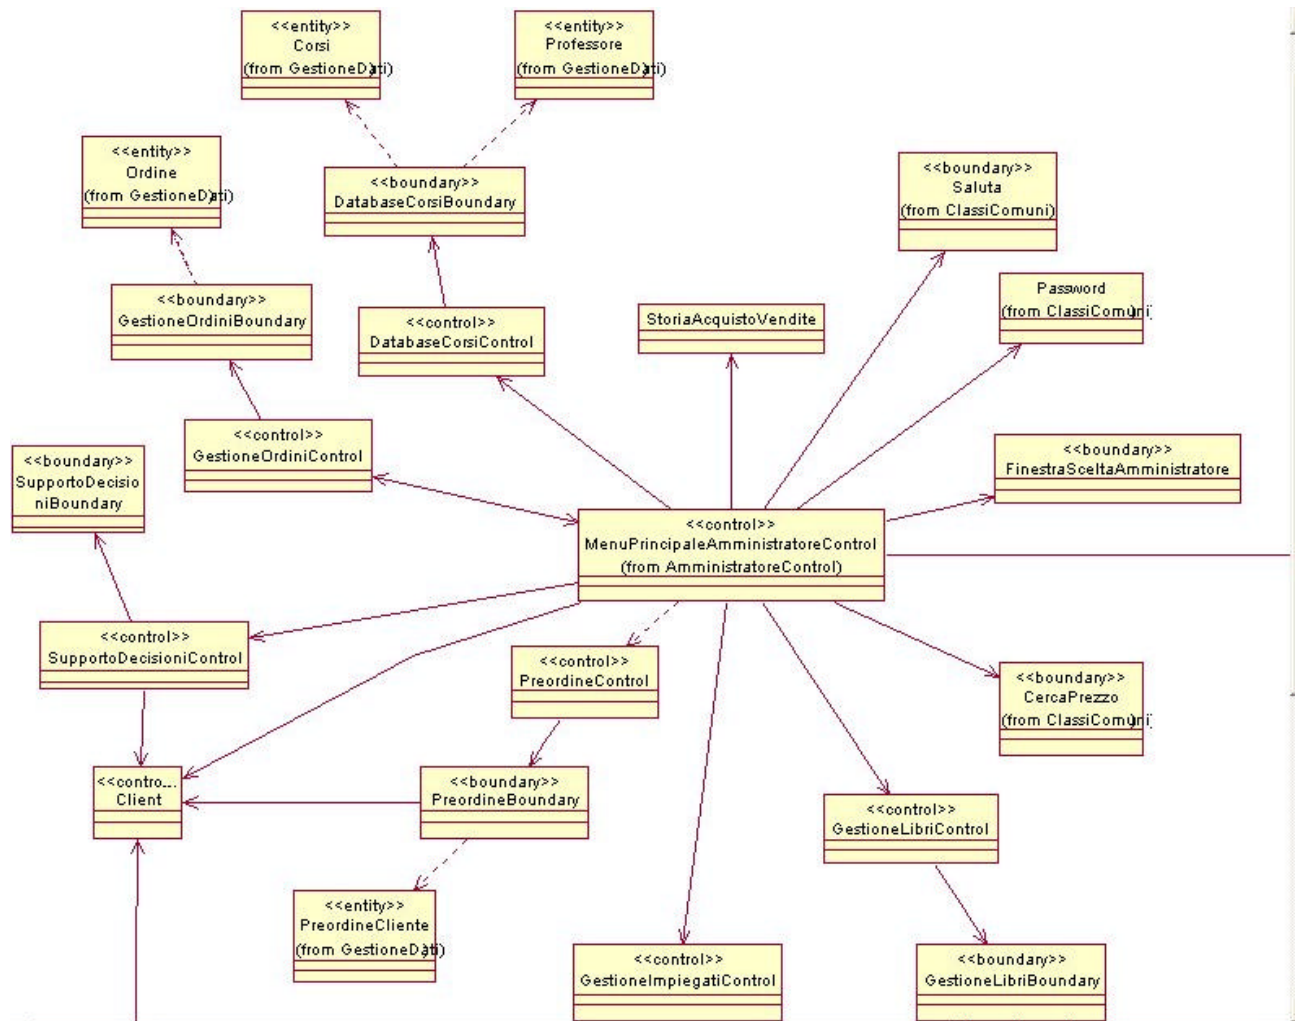 <<entity>>
Corsi
(from GestioneDati)
<<entity>>
Professore
(from GestioneDati)
<<entity>>
Ordine
(from GestioneDati)
<<boundary>>
DatabaseCorsiBoundary
<<boundary>>
Saluta
(from ClassiComuni)
<<boundary>>
GestioneOrdiniBoundary
<<control>>
DatabaseCorsiControl
StoriaAcquistoVendite
Password
(from ClassiComuni)
<<control>>
GestioneOrdiniControl
<<boundary>>
SupportoDecisio
niBoundary
<<boundary>>
FinestraSceltaAmministratore
<<control>>
MenuPrincipaleAmministratoreControl
(from AmministratoreControl)
<<control>>
SupportoDecisioniControl
<<control>>
PreordineControl
<<boundary>>
CercaPrezzo
(from ClassiComuni)
<<contro...
Client
<<boundary>>
PreordineBoundary
<<control>>
GestioneLibriControl
<<entity>>
PreordineCliente
(from GestioneDati)
<<control>>
GestioneImpiegatiControl
<<boundary>>
GestioneLibriBoundary